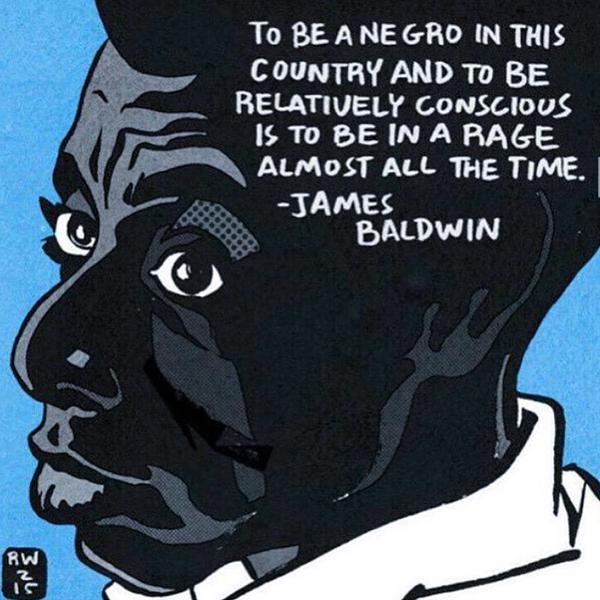 TO BE A NEGRO IN THIS
COUNTRY AND TO BE
RELATIVELY CONSCIOUS
IS TO BE IN A RAGE
ALMOST ALL THE TIME.
-JAMES
BALDWIN
RW
2
15